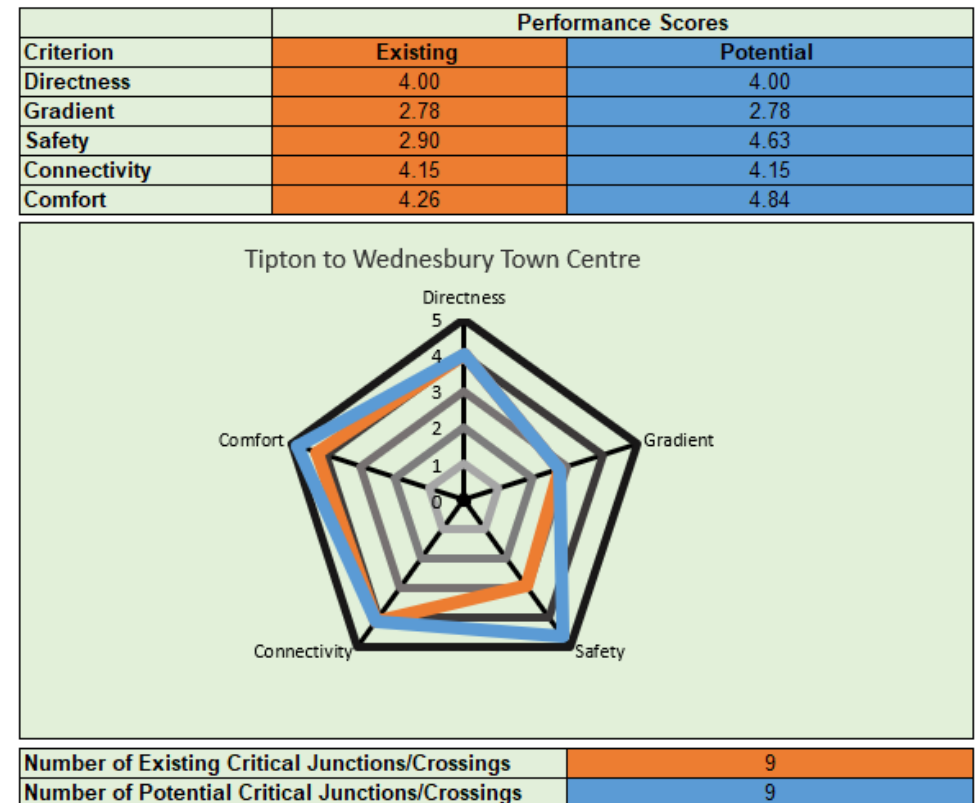 Performance Scores
Criterion Existing Potential
Directness 4.00 4.00
Gradient 2.78 2.78
Safety 2.90 4.63
Connectivity 4.15 4.15
Comfort 4.26 4.84
Tipton to Wednesbury Town Centre
Directness
5
4
3
2
1
0
Comfort
Gradient
Connectivity
Safety
Number of Existing Critical Junctions/Crossings 9
Number of Potential Critical Junctions/Crossings 9